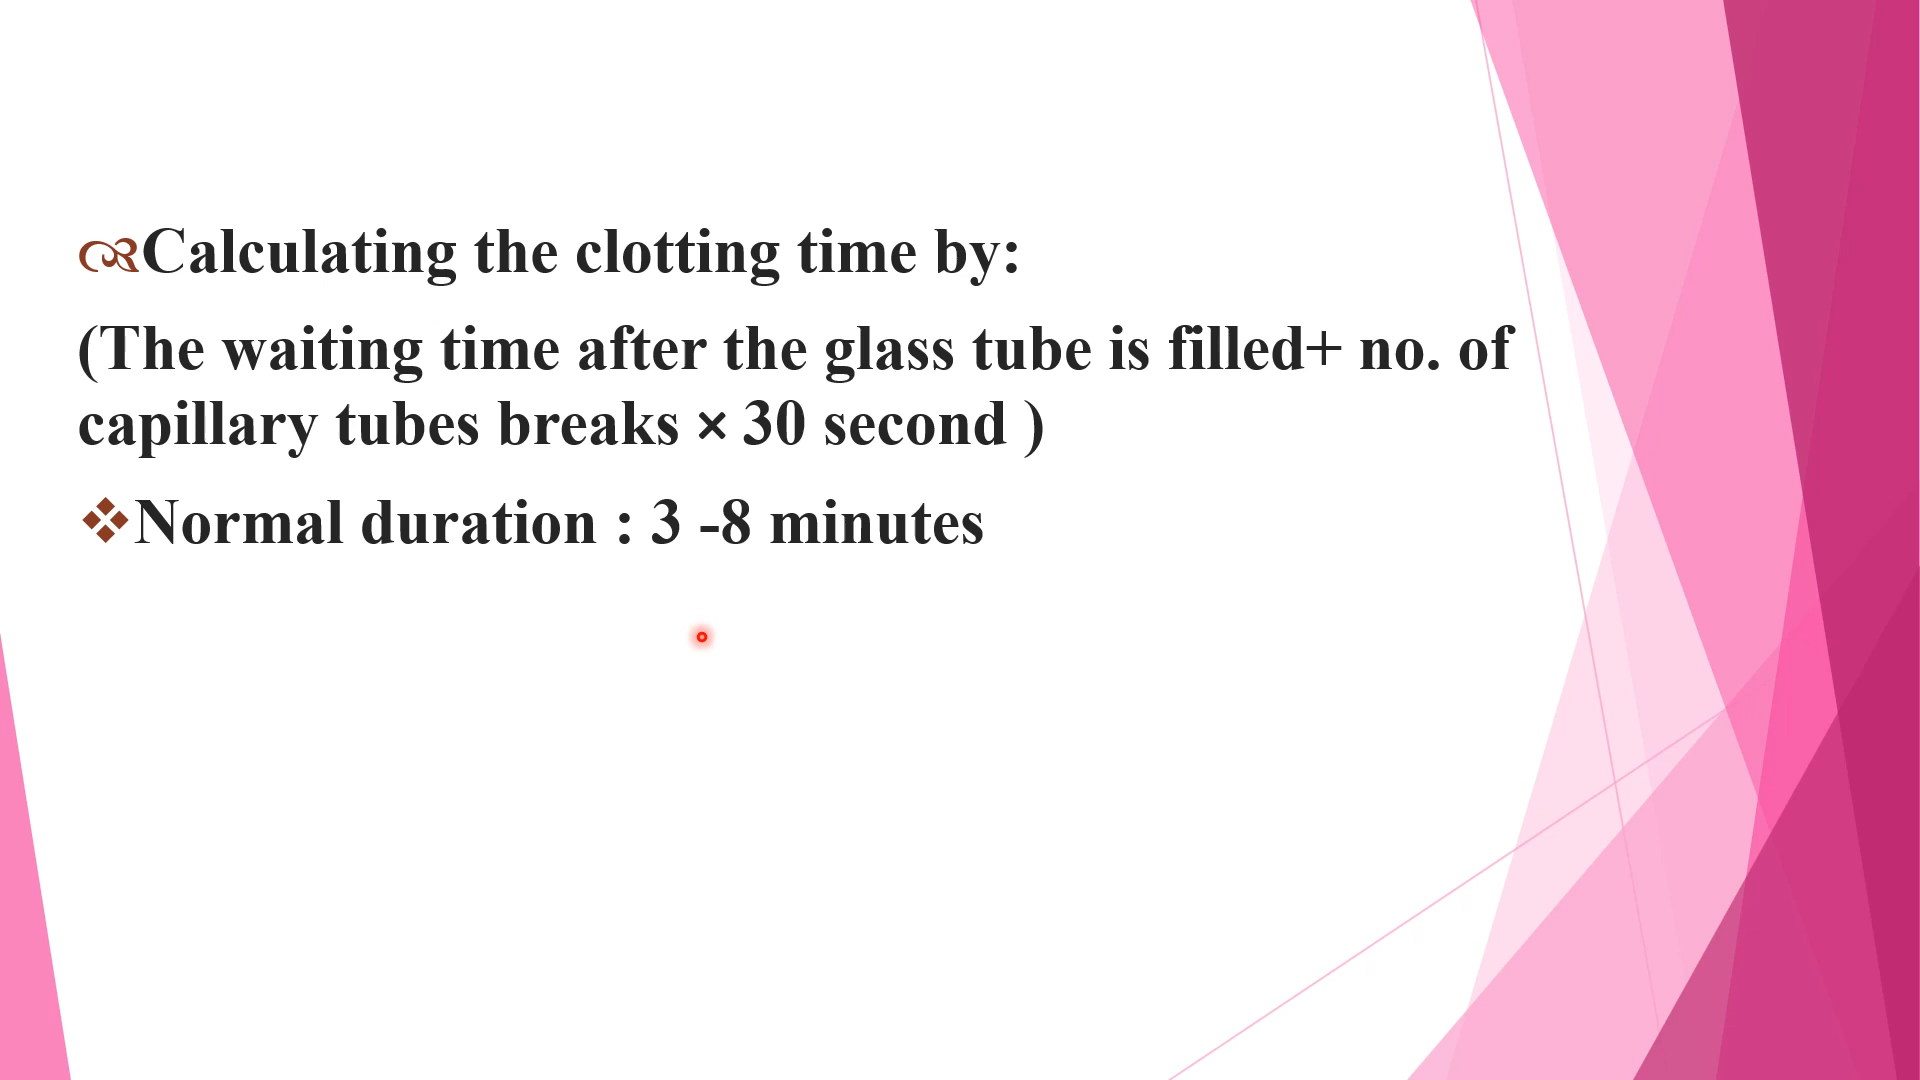 Calculating the clotting time by:
(The waiting time after the glass tube is filled+ no. of
capillary tubes breaks × 30 second )
Normal duration : 3 -8 minutes